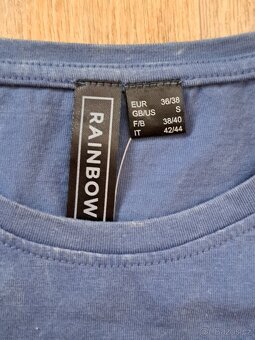 RAINBOW
EUR 36/38
GB/US S
F/B 38/40
IT 42/44